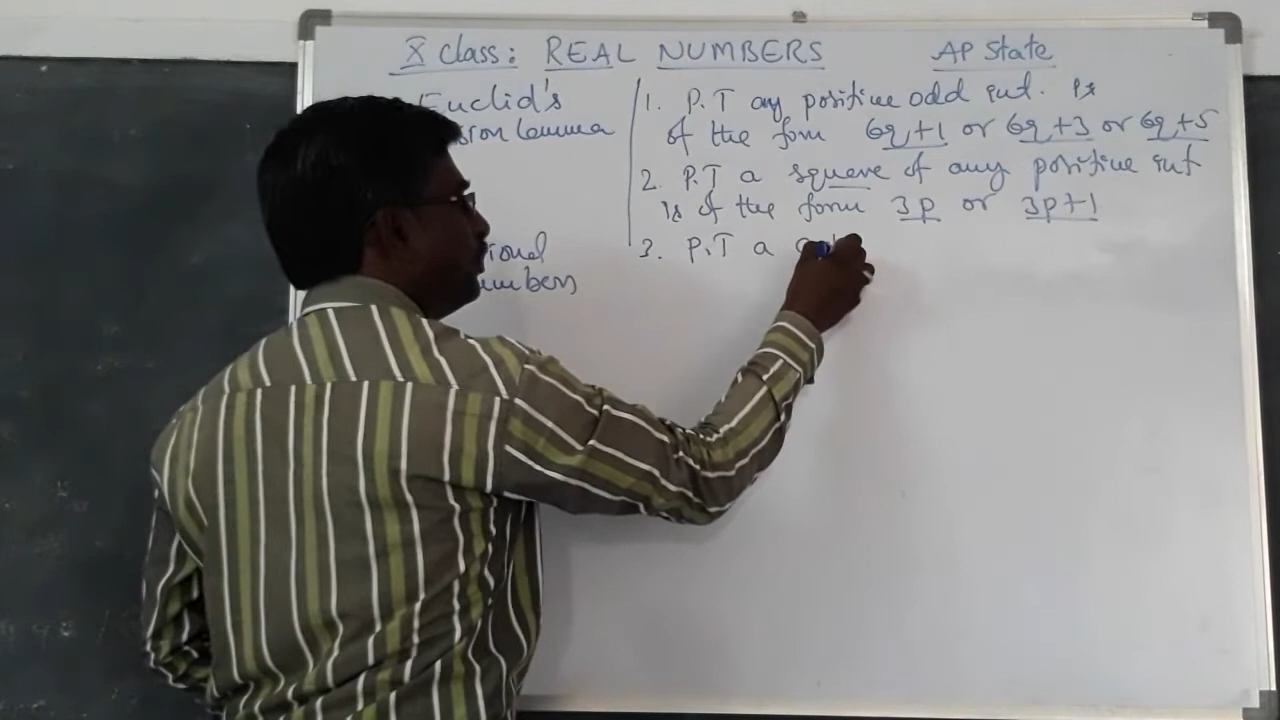 X class: REAL NUMBERS AP State
Euclid's
lemma
numbers
1. P.T any positive odd int. is
of the form 6q+1 or 6q+3 or 6q+5
2. P.T a square of any positive int
is of the form 3p or 3p+1
3. P.T a